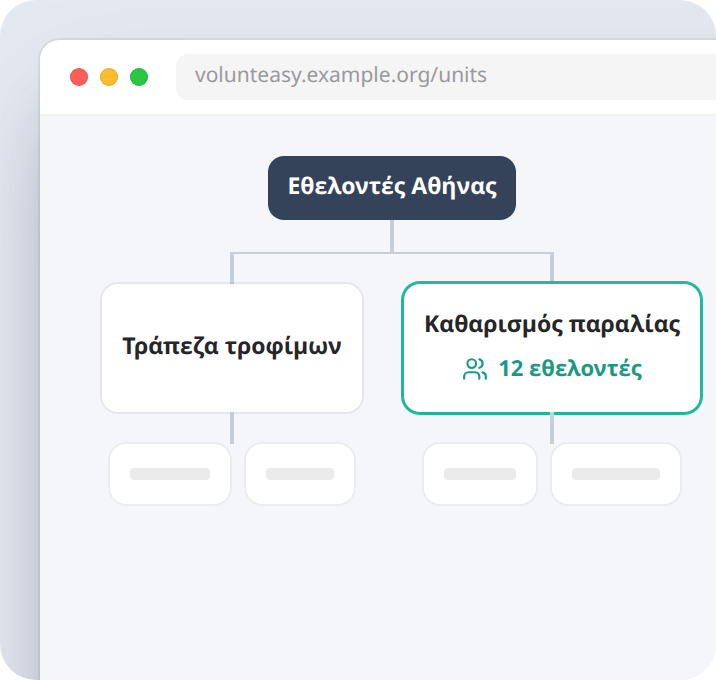 volunteasy.example.org/units
Εθελοντές Αθήνας
Τράπεζα τροφίμων
Καθαρισμός παραλίας
12 εθελοντές